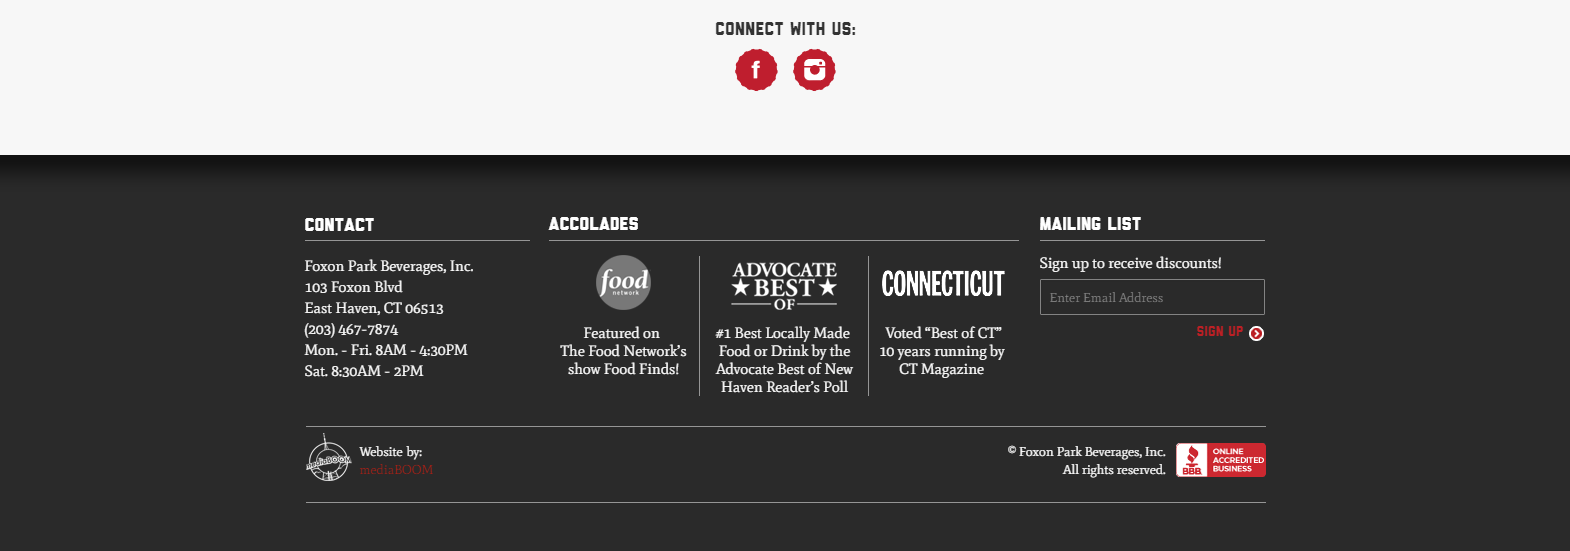 CONNECT WITH US:
CONTACT
Foxon Park Beverages, Inc.
103 Foxon Blvd
East Haven, CT 06513
(203) 467-7874
Mon. - Fri. 8AM - 4:30PM
Sat. 8:30AM - 2PM
ACCOLADES
food
network
Featured on
The Food Network's
show Food Finds!
ADVOCATE
BEST
OF
#1 Best Locally Made
Food or Drink by the
Advocate Best of New
Haven Reader's Poll
CONNECTICUT
Voted “Best of CT”
10 years running by
CT Magazine
MAILING LIST
Sign up to receive discounts!
Enter Email Address
SIGN UP
mediaBOOM
Website by:
mediaBOOM
© Foxon Park Beverages, Inc.
All rights reserved.
BBB.
ONLINE
ACCREDITED
BUSINESS